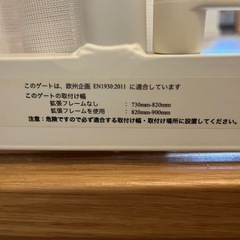 このゲートは、欧州企画 EN1930:2011 に適合しています
このゲートの取付け幅
拡張フレームなし : 730mm-820mm
拡張フレームを使用 : 820mm-900mm
注意：危険ですので必ず適合する取付け幅・取付け場所に設置してください。